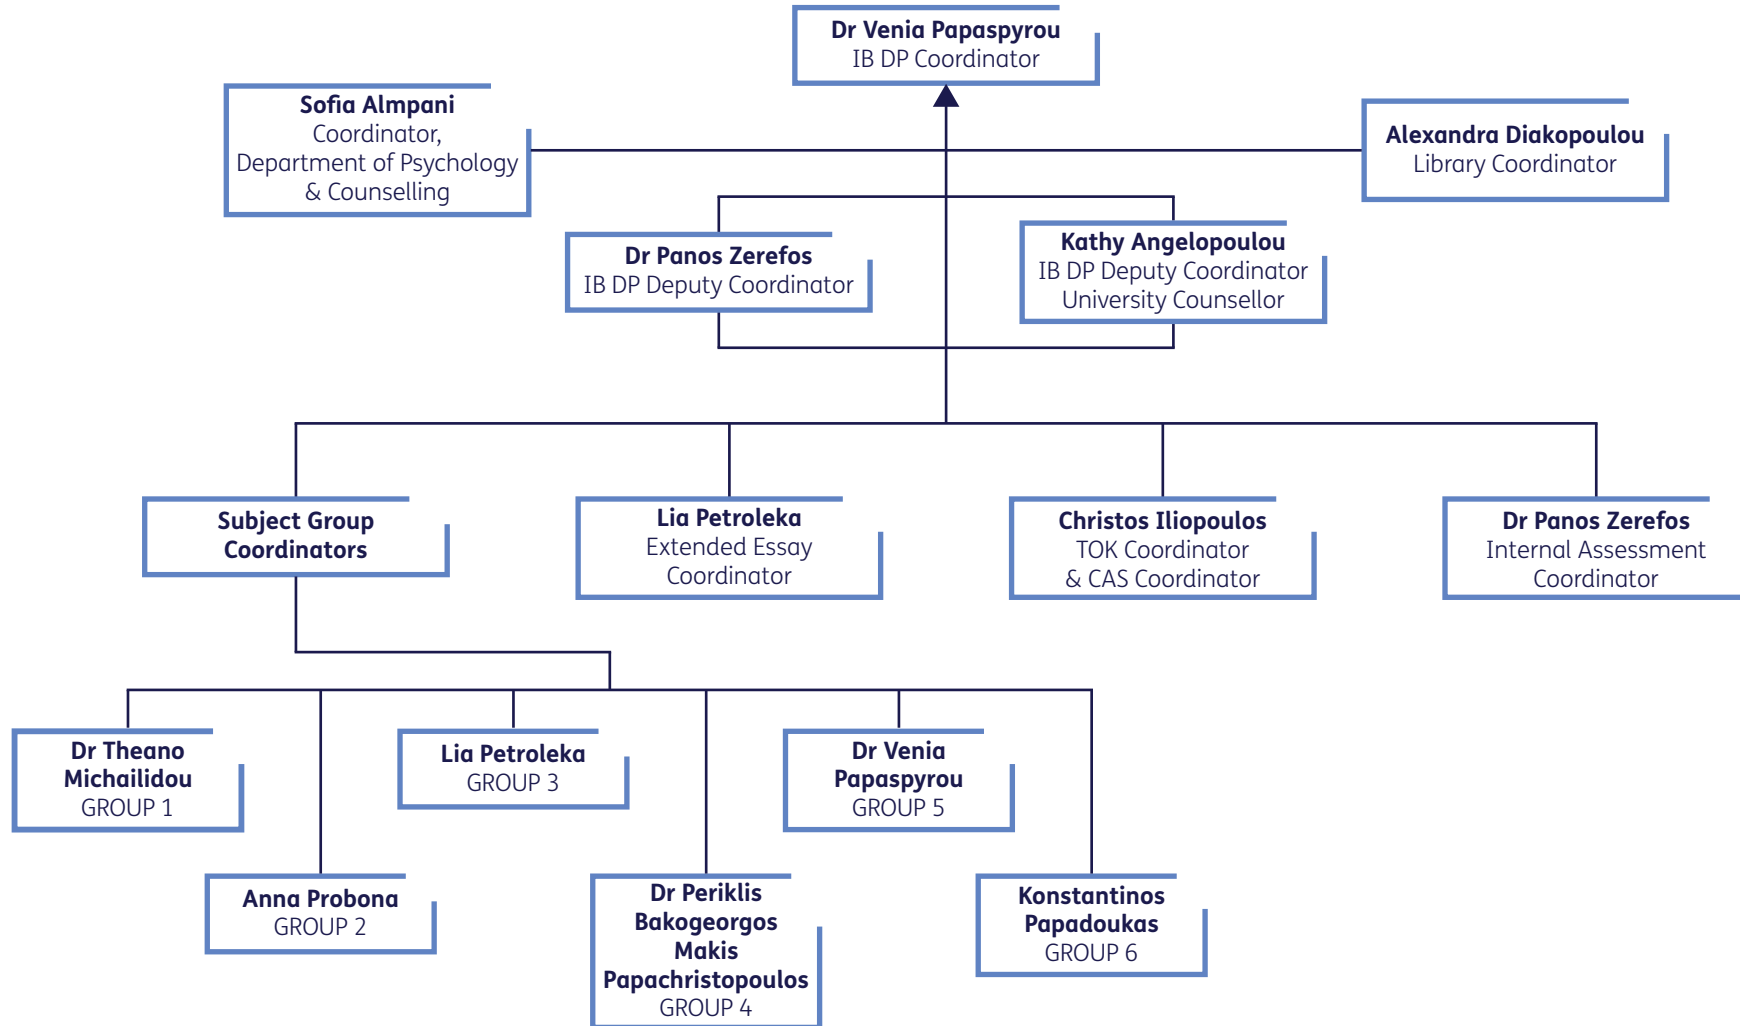 Dr Venia Papaspyrou
IB DP Coordinator
Sofia Almpani
Coordinator,
Department of Psychology
& Counselling
Alexandra Diakopoulou
Library Coordinator
Dr Panos Zerefos
IB DP Deputy Coordinator
Kathy Angelopoulou
IB DP Deputy Coordinator
University Counsellor
Subject Group
Coordinators
Lia Petroleka
Extended Essay
Coordinator
Christos Iliopoulos
TOK Coordinator
& CAS Coordinator
Dr Panos Zerefos
Internal Assessment
Coordinator
Dr Theano
Michailidou
GROUP 1
Anna Probona
GROUP 2
Lia Petroleka
GROUP 3
Dr Periklis
Bakogeorgos
Makis
Papachristopoulos
GROUP 4
Dr Venia
Papaspyrou
GROUP 5
Konstantinos
Papadoukas
GROUP 6